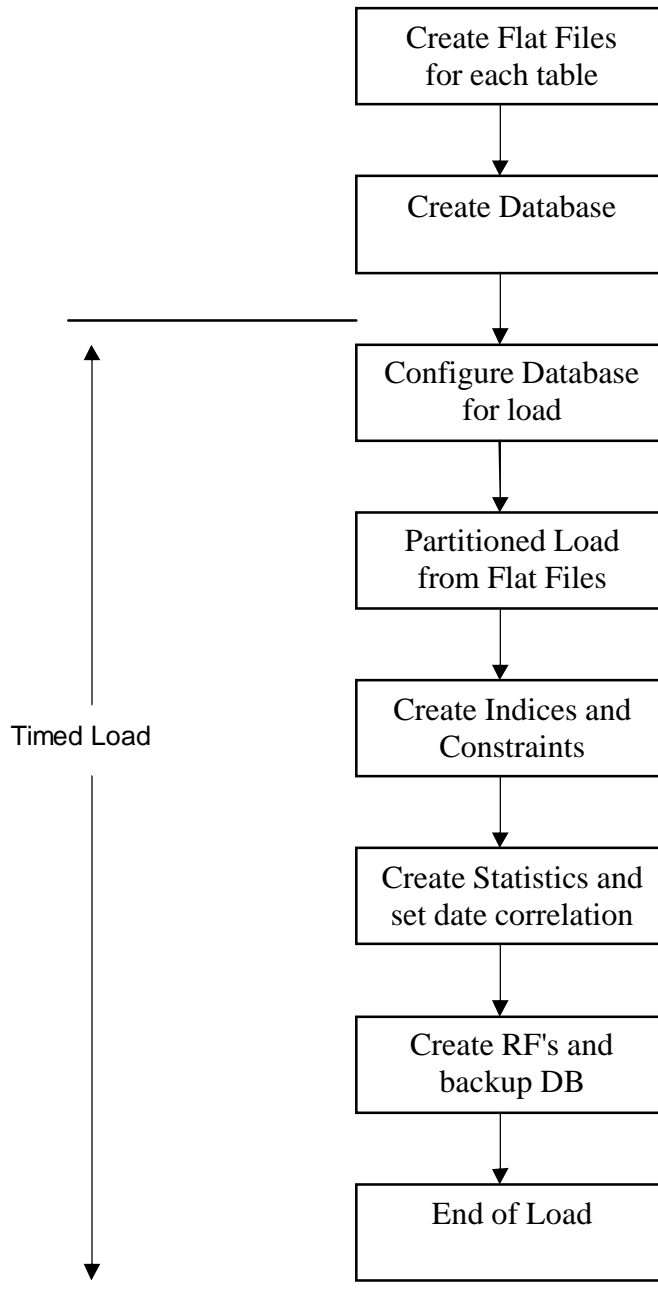 Create Flat Files
for each table
Create Database
Configure Database
for load
Partitioned Load
from Flat Files
Create Indices and
Constraints
Timed Load
Create Statistics and
set date correlation
Create RF's and
backup DB
End of Load